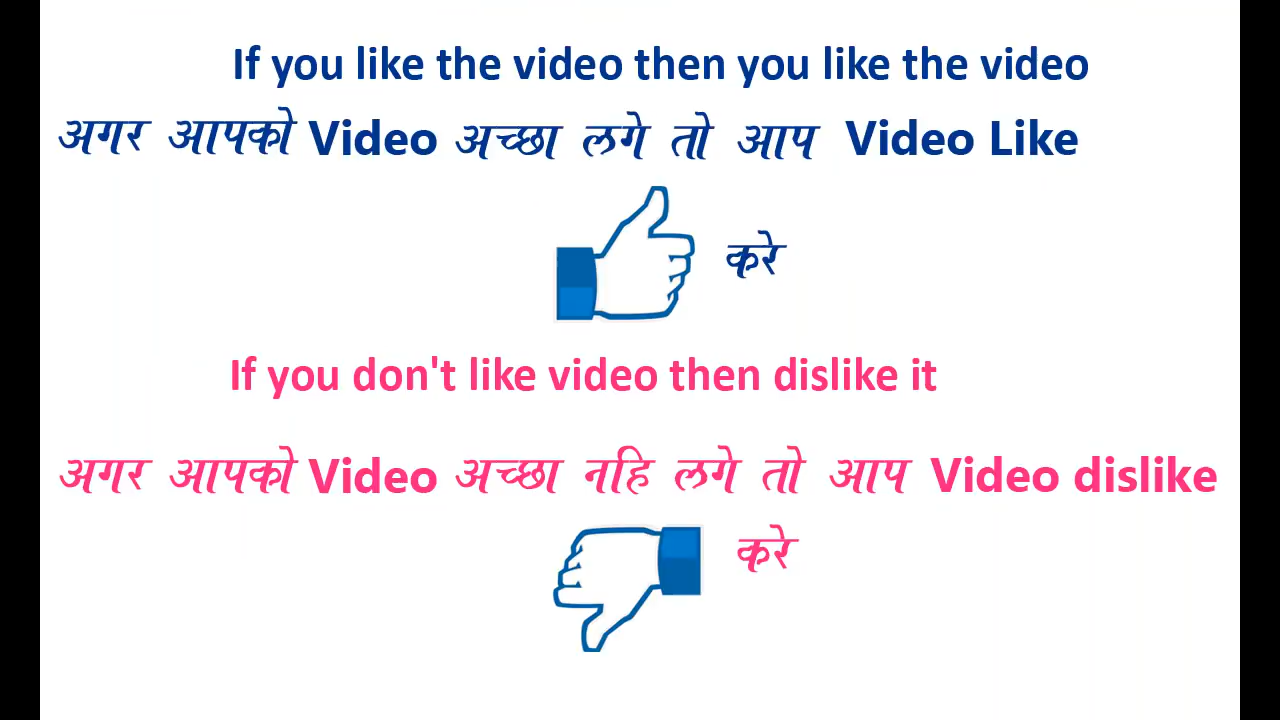 If you like the video then you like the video
अगर आपको Video अच्छा लगे तो आप Video Like
करे
If you don't like video then dislike it
अगर आपको Video अच्छा नहि लगे तो आप Video dislike
करे